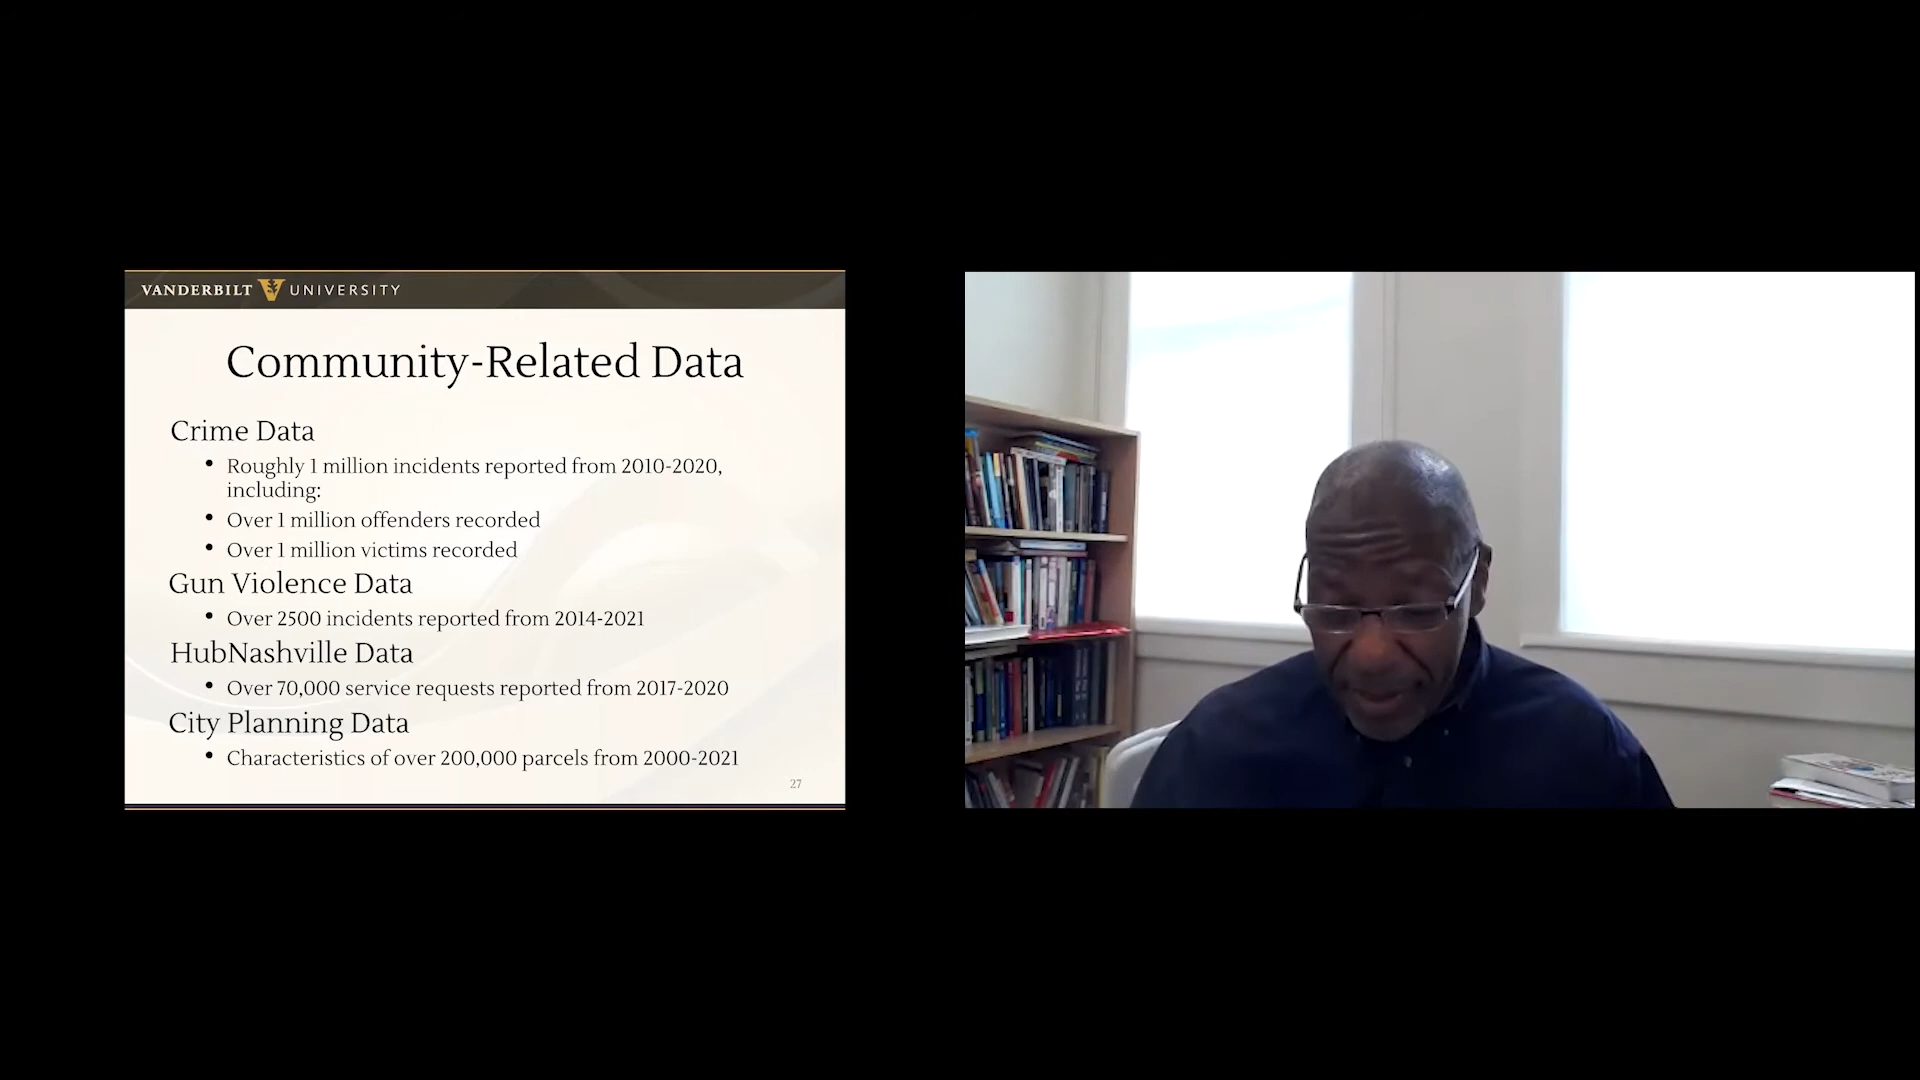 VANDERBILT UNIVERSITY
Community-Related Data
Crime Data
• Roughly 1 million incidents reported from 2010-2020,
including:
• Over 1 million offenders recorded
• Over 1 million victims recorded
Gun Violence Data
• Over 2500 incidents reported from 2014-2021
HubNashville Data
• Over 70,000 service requests reported from 2017-2020
City Planning Data
• Characteristics of over 200,000 parcels from 2000-2021
27